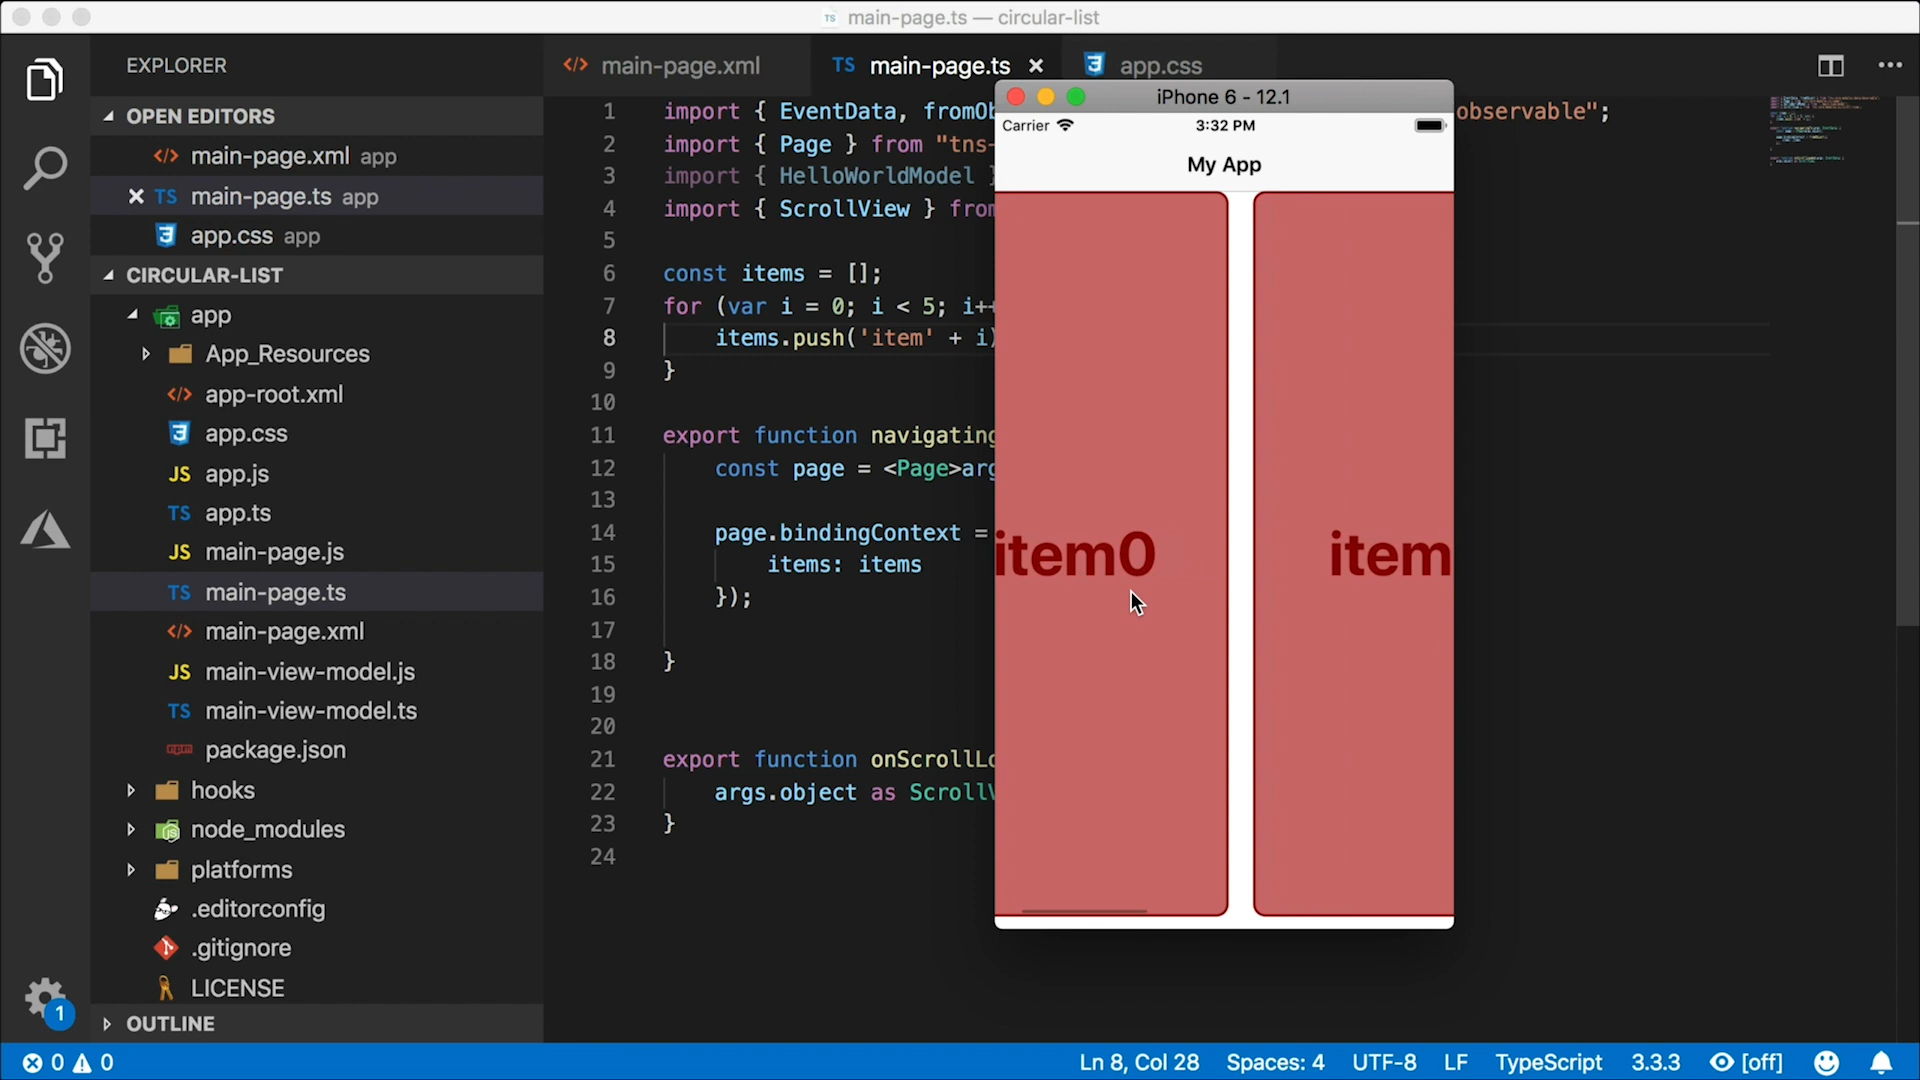 main-page.ts — circular-list
EXPLORER
OPEN EDITORS
main-page.xml app
TS main-page.ts app
app.css app
CIRCULAR-LIST
app
App_Resources
app-root.xml
app.css
JS app.js
TS app.ts
JS main-page.js
TS main-page.ts
main-page.xml
JS main-view-model.js
TS main-view-model.ts
package.json
hooks
node_modules
platforms
.editorconfig
.gitignore
LICENSE
OUTLINE
1
main-page.xml
TS main-page.ts
app.css
1 import { EventData, fromOb observable";
2 import { Page } from "tns-
3 import { HelloWorldModel }
4 import { ScrollView } from
5
6 const items = [];
7 for (var i = 0; i < 5; i++
8 items.push('item' + i)
9 }
10
11 export function navigating
12 const page = <Page>arg
13
14 page.bindingContext =
15 items: items
16 });
17
18 }
19
20
21 export function onScrollLo
22 args.object as ScrollV
23 }
24
iPhone 6 - 12.1
Carrier 3:32 PM
My App
item0 item
0 0 Ln 8, Col 28 Spaces: 4 UTF-8 LF TypeScript 3.3.3 [off]